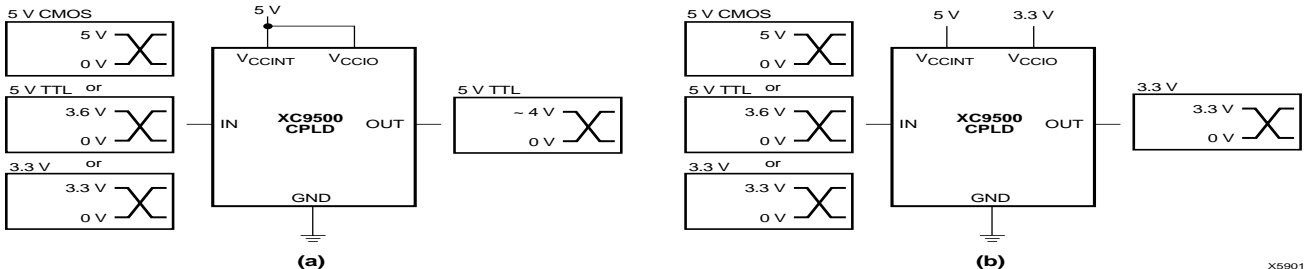 5 V CMOS
5 V
0 V
5 V TTL or
3.6 V
0 V
3.3 V or
3.3 V
0 V
5 V
VCCINT VCCIO
IN XC9500 CPLD OUT
GND
5 V TTL
~ 4 V
0 V
(a)
5 V CMOS
5 V
0 V
5 V TTL or
3.6 V
0 V
3.3 V or
3.3 V
0 V
5 V 3.3 V
VCCINT VCCIO
IN XC9500 CPLD OUT
GND
3.3 V
3.3 V
0 V
(b)
X5901